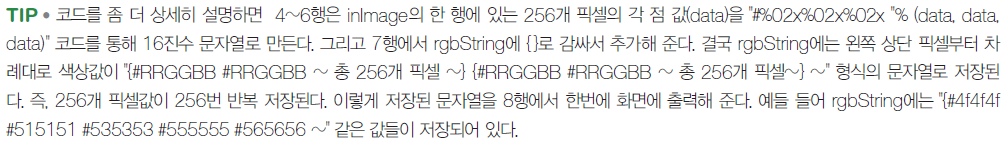 TIP • 코드를 좀 더 상세히 설명하면 4~6행은 inImage의 한 행에 있는 256개 픽셀의 각 점 값(data)을 "#%02x%02x%02x "% (data, data,
data)" 코드를 통해 16진수 문자열로 만든다. 그리고 7행에서 rgbString에 {}로 감싸서 추가해 준다. 결국 rgbString에는 왼쪽 상단 픽셀부터 차
례대로 색상값이 "{#RRGGBB #RRGGBB ~ 총 256개 픽셀 ~} {#RRGGBB #RRGGBB ~ 총 256개 픽셀~} ~" 형식의 문자열로 저장된
다. 즉, 256개 픽셀값이 256번 반복 저장된다. 이렇게 저장된 문자열을 8행에서 한번에 화면에 출력해 준다. 예들 들어 rgbString에는 "{#4f4f4f
#515151 #535353 #555555 #565656 ~" 같은 값들이 저장되어 있다.